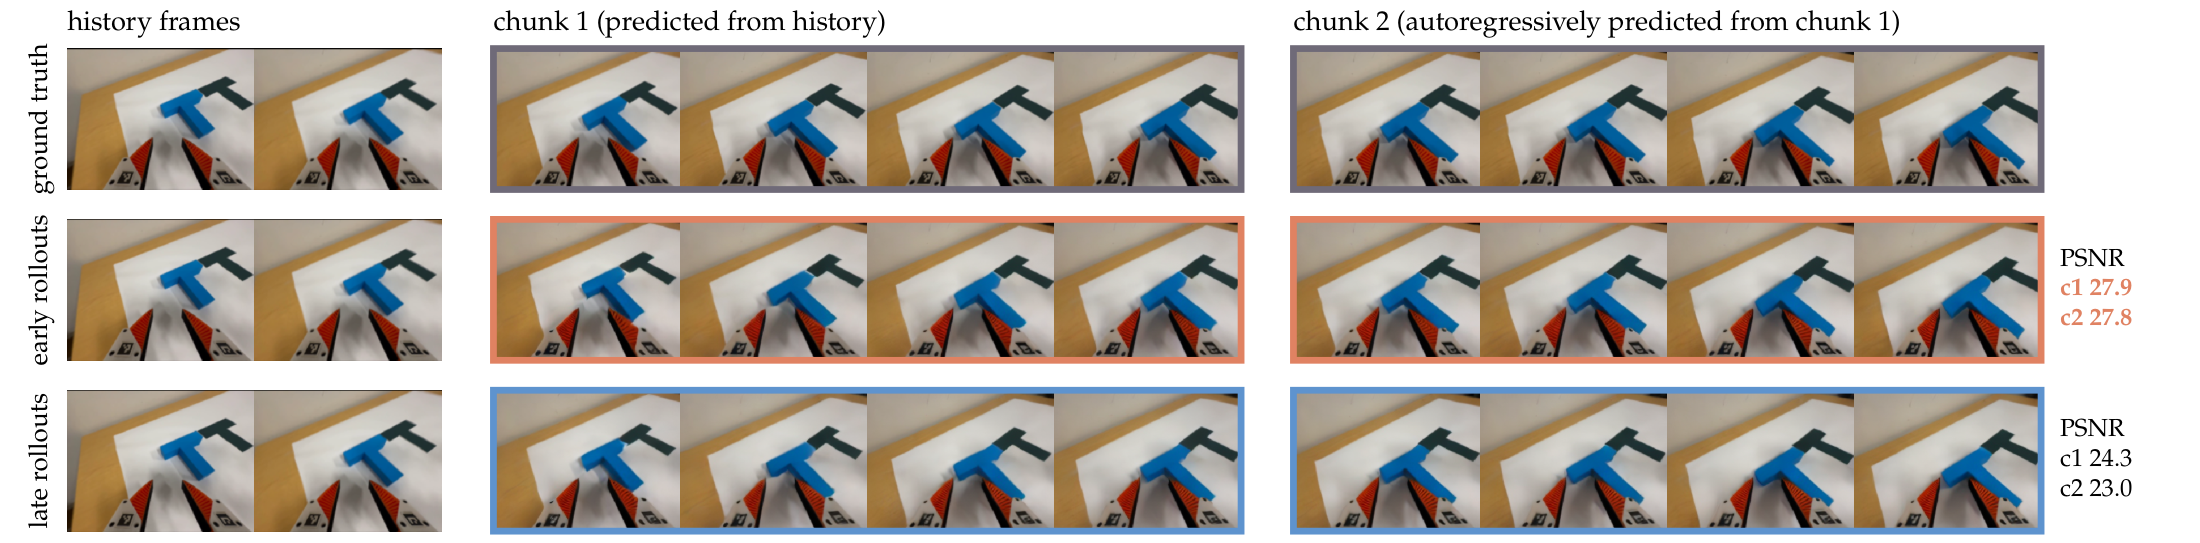 history frames
chunk 1 (predicted from history)
chunk 2 (autoregressively predicted from chunk 1)
ground truth
early rollouts
PSNR
c1 27.9
c2 27.8
late rollouts
PSNR
c1 24.3
c2 23.0